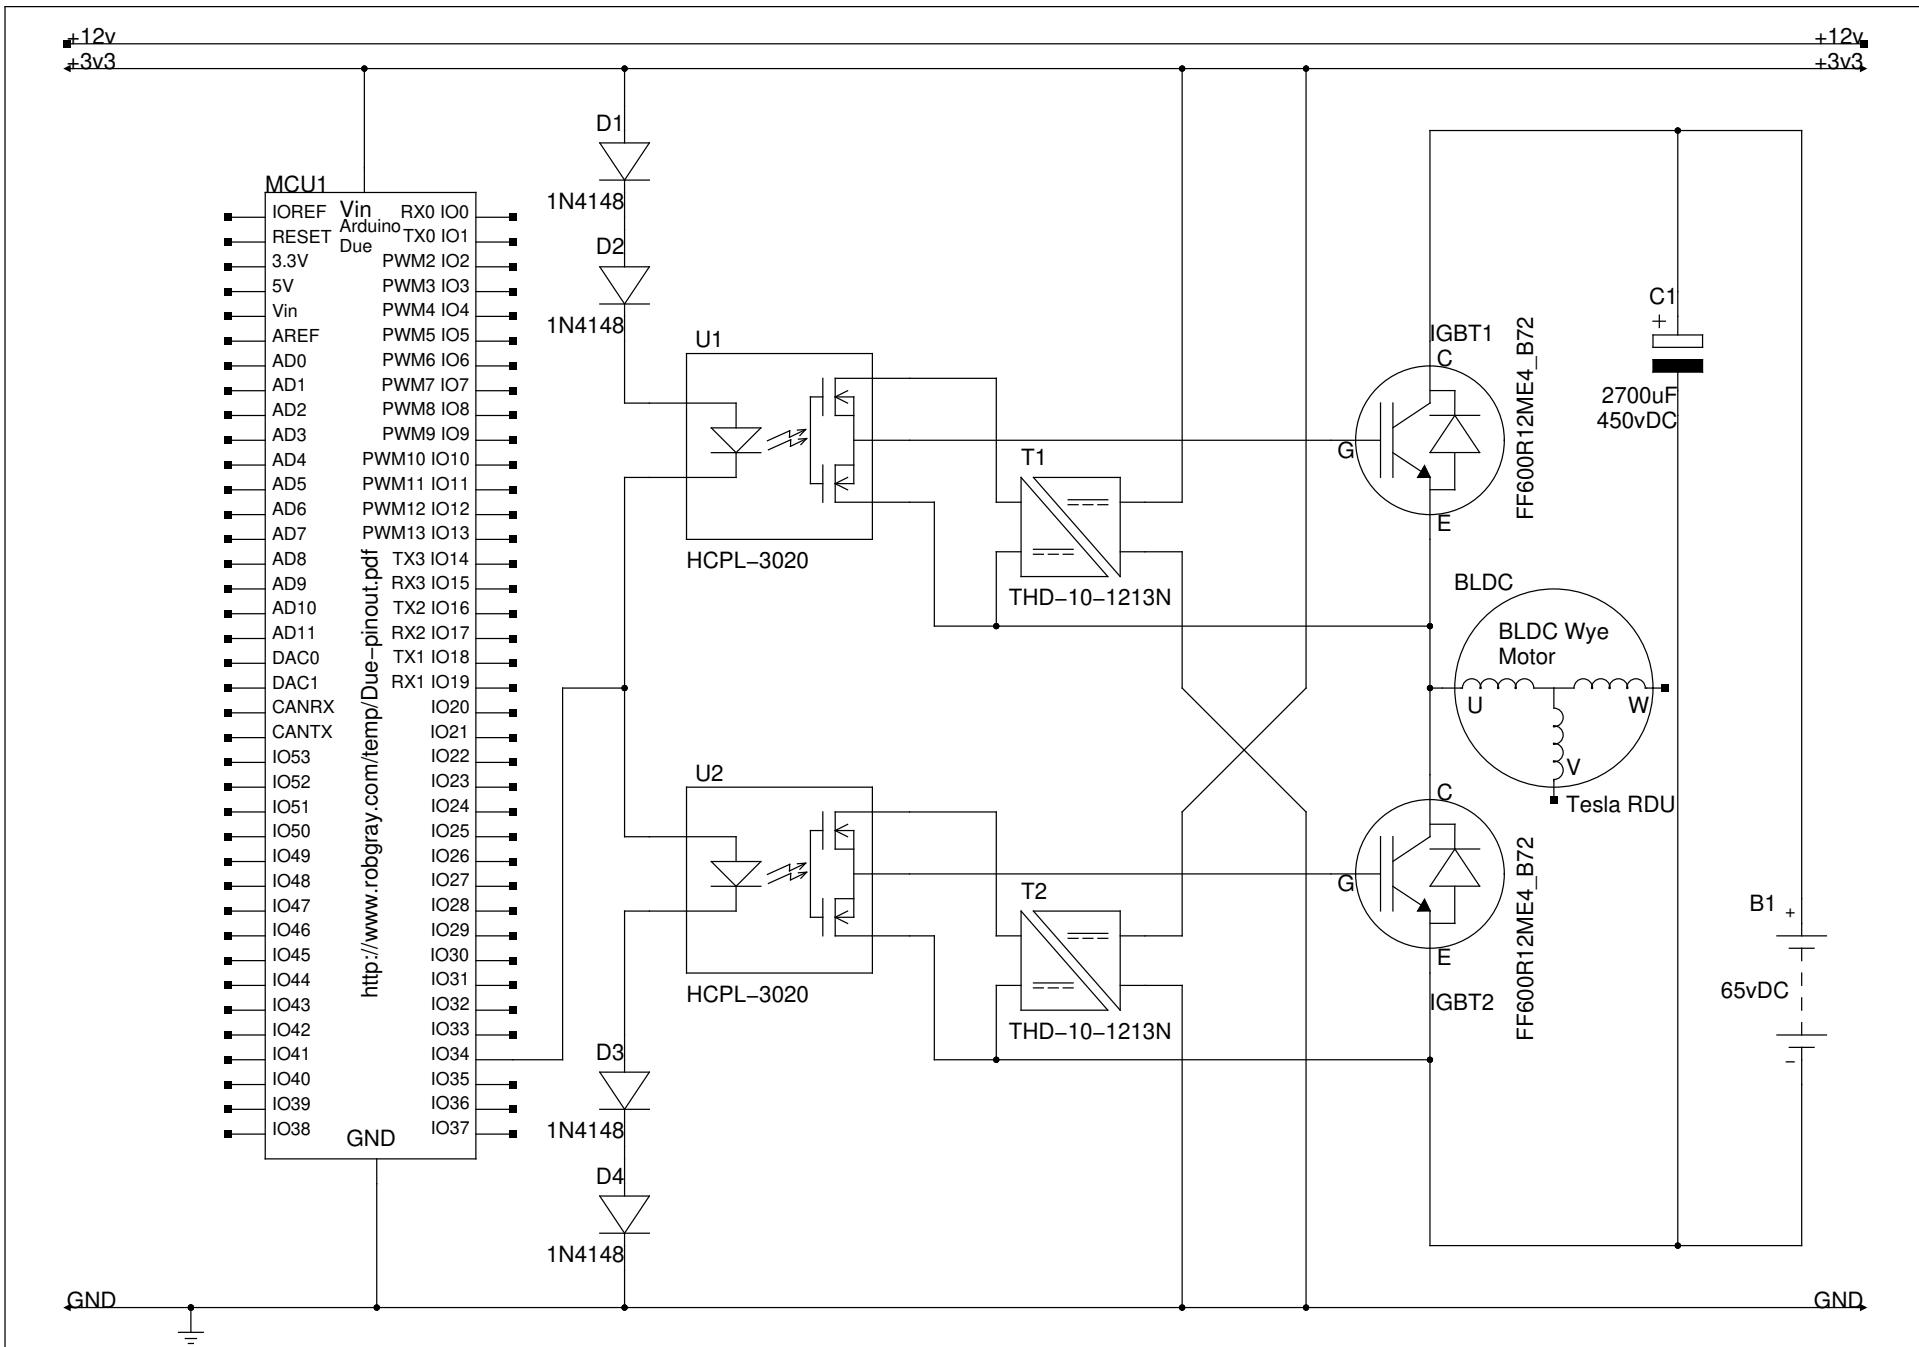 +12v +12v
+3v3 +3v3
D1
1N4148
D2
1N4148
MCU1
Vin
Arduino
Due
IOREF RX0 IO0
RESET TX0 IO1
3.3V PWM2 IO2
5V PWM3 IO3
Vin PWM4 IO4
AREF PWM5 IO5
AD0 PWM6 IO6
AD1 PWM7 IO7
AD2 PWM8 IO8
AD3 PWM9 IO9
AD4 PWM10 IO10
AD5 PWM11 IO11
AD6 PWM12 IO12
AD7 PWM13 IO13
AD8 TX3 IO14
AD9 RX3 IO15
AD10 TX2 IO16
AD11 RX2 IO17
DAC0 TX1 IO18
DAC1 RX1 IO19
CANRX IO20
CANTX IO21
IO53 IO22
IO52 IO23
IO51 IO24
IO50 IO25
IO49 IO26
IO48 IO27
IO47 IO28
IO46 IO29
IO45 IO30
IO44 IO31
IO43 IO32
IO42 IO33
IO41 IO34
IO40 IO35
IO39 IO36
IO38 IO37
GND
http://www.robgray.com/temp/Due-pinout.pdf
U1
HCPL-3020
T1
THD-10-1213N
IGBT1
C
G
E
FF600R12ME4_B72
C1
+
2700uF
450vDC
BLDC
BLDC Wye
Motor
U W
V
Tesla RDU
U2
HCPL-3020
T2
THD-10-1213N
C
G
E
IGBT2
FF600R12ME4_B72
B1 +
65vDC
-
D3
1N4148
D4
1N4148
GND GND